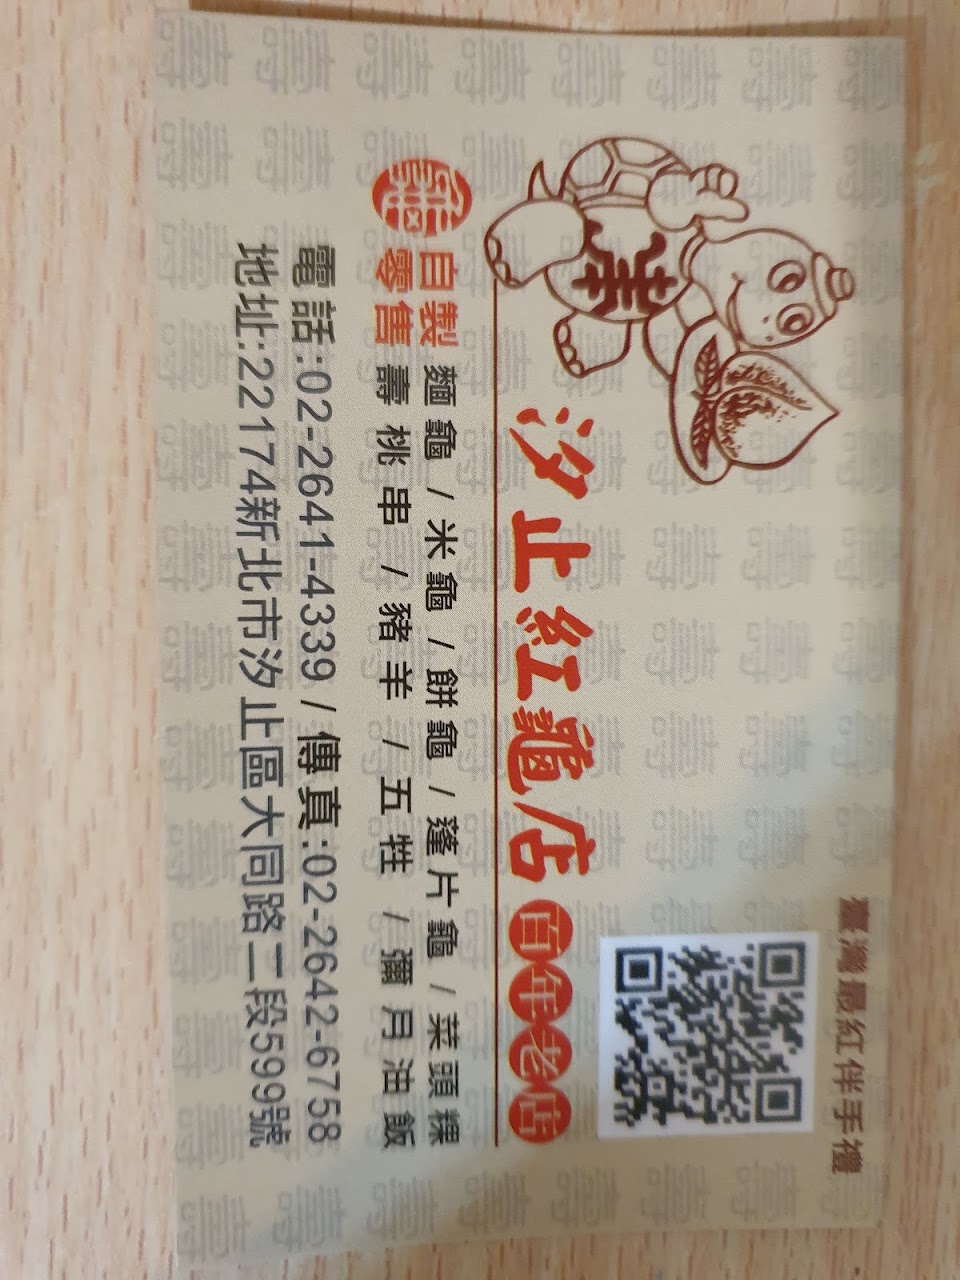 臺灣最紅伴手禮
壽
汐止紅龜店 百年老店
龜 自製 麵龜 / 米龜 / 餅龜 / 蓬片龜 / 菜頭粿
零售 壽桃串 / 豬羊 / 五牲 / 彌月油飯
電話:02-2641-4339 / 傳真:02-2642-6758
地址:22174新北市汐止區大同路二段599號